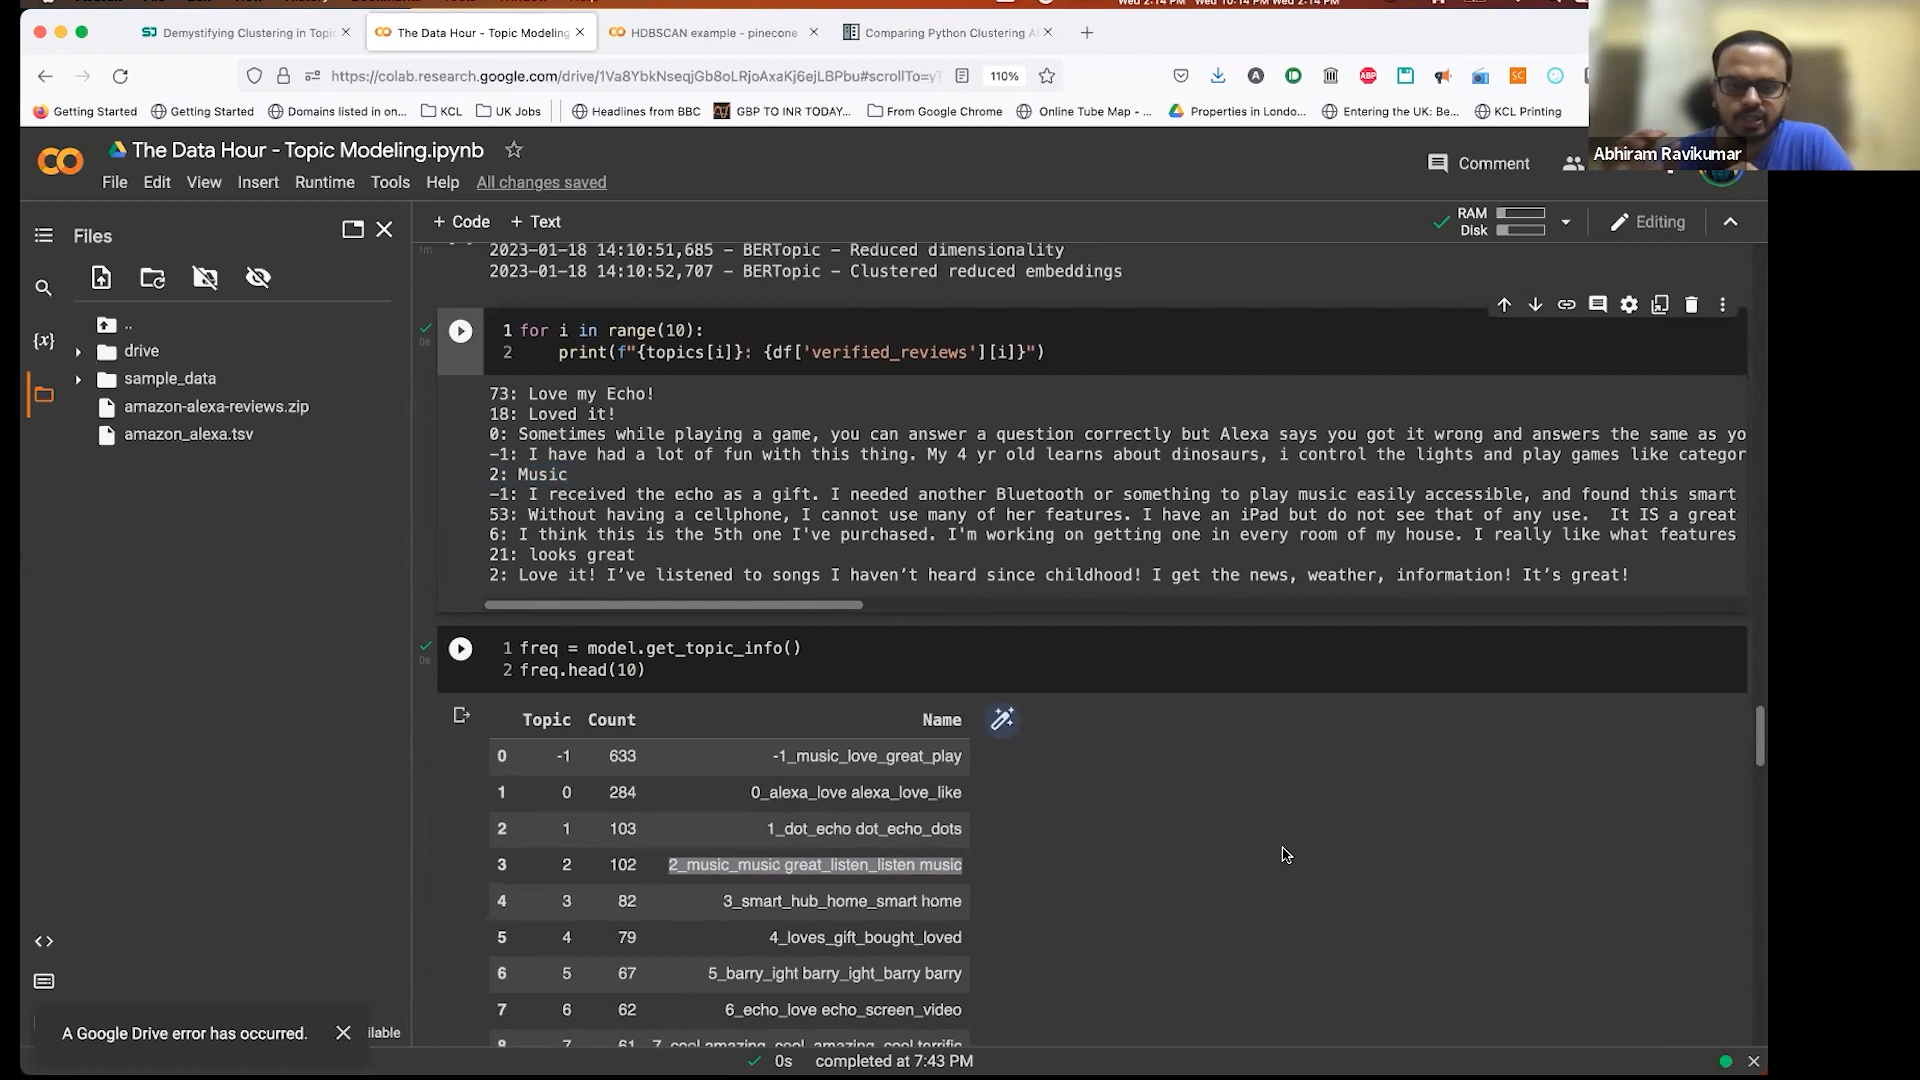 Demystifying Clustering in Topi
The Data Hour - Topic Modeling
HDBSCAN example - pinecone
Comparing Python Clustering Al
https://colab.research.google.com/drive/1Va8YbkNseqjGb8oLRjoAxaKj6ejLBPbu#scrollTo=y
110%
Getting Started
Getting Started
Domains listed in on...
KCL
UK Jobs
Headlines from BBC
GBP TO INR TODAY...
From Google Chrome
Online Tube Map - ...
Properties in London...
Entering the UK: Be...
KCL Printing
Abhiram Ravikumar
The Data Hour - Topic Modeling.ipynb
Comment
File Edit View Insert Runtime Tools Help All changes saved
Files
+ Code + Text
RAM
Disk
Editing
..
drive
sample_data
amazon-alexa-reviews.zip
amazon_alexa.tsv
2023-01-18 14:10:51,685 - BERTopic - Reduced dimensionality
2023-01-18 14:10:52,707 - BERTopic - Clustered reduced embeddings
1 for i in range(10):
2 print(f"{topics[i]}: {df['verified_reviews'][i]}")
73: Love my Echo!
18: Loved it!
0: Sometimes while playing a game, you can answer a question correctly but Alexa says you got it wrong and answers the same as yo
-1: I have had a lot of fun with this thing. My 4 yr old learns about dinosaurs, i control the lights and play games like categor
2: Music
-1: I received the echo as a gift. I needed another Bluetooth or something to play music easily accessible, and found this smart
53: Without having a cellphone, I cannot use many of her features. I have an iPad but do not see that of any use.  It IS a great
6: I think this is the 5th one I've purchased. I'm working on getting one in every room of my house. I really like what features
21: looks great
2: Love it! I’ve listened to songs I haven’t heard since childhood! I get the news, weather, information! It’s great!
1 freq = model.get_topic_info()
2 freq.head(10)
Topic Count Name
0 -1 633 -1_music_love_great_play
1 0 284 0_alexa_love alexa_love_like
2 1 103 1_dot_echo dot_echo_dots
3 2 102 2_music_music great_listen_listen music
4 3 82 3_smart_hub_home_smart home
5 4 79 4_loves_gift_bought_loved
6 5 67 5_barry_ight barry_ight_barry barry
7 6 62 6_echo_love echo_screen_video
8 7 61 7_cool amazing_cool_amazing_cool terrific
A Google Drive error has occurred.
ilable
0s completed at 7:43 PM